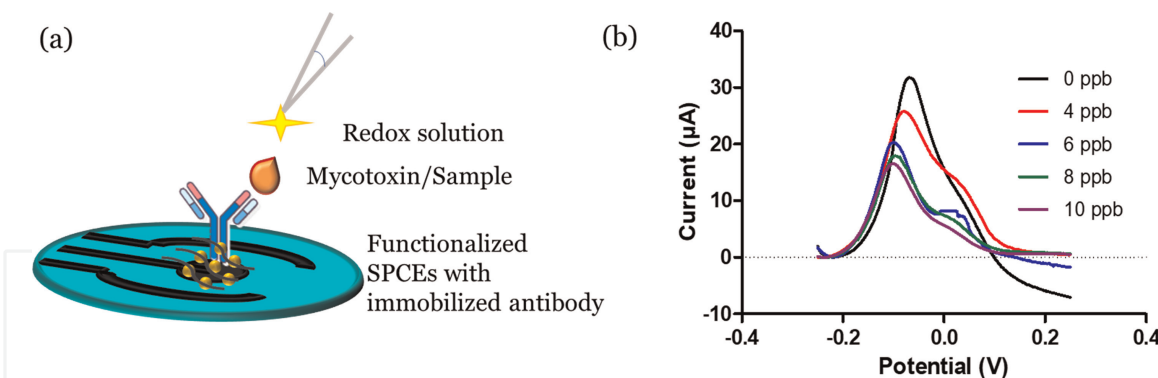 (a)
Redox solution
Mycotoxin/Sample
Functionalized
SPCEs with
immobilized antibody
(b)
Current (µA)
40
30
20
10
0
-10
-0.4
-0.2
0.0
0.2
0.4
Potential (V)
0 ppb
4 ppb
6 ppb
8 ppb
10 ppb